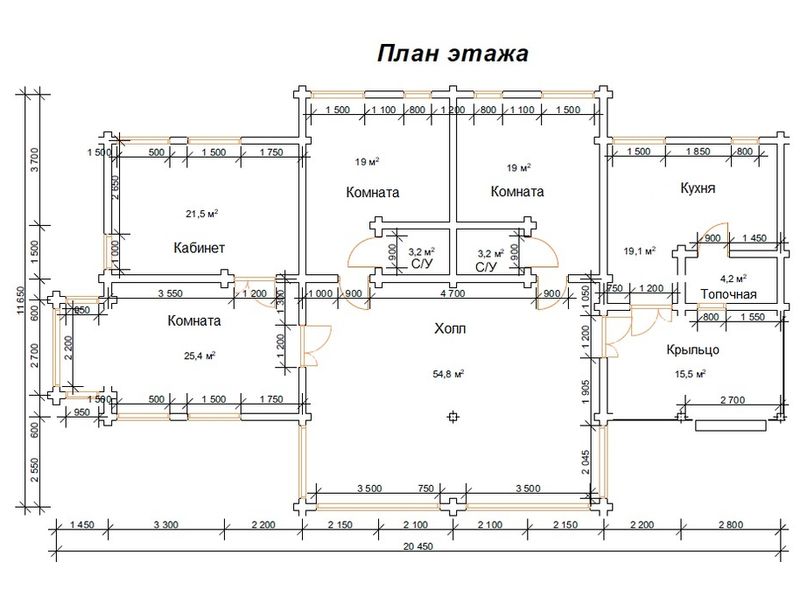 План этажа
1 500 1 100 800 1 200 800 1 100 1 500
1 500 500 1 500 1 750
1 500 1 850 800
3 700
2 650
19 м²
Комната
19 м²
Комната
Кухня
21,5 м²
Кабинет
1 000
1 500
900
3,2 м²
С/У
3,2 м²
С/У
900
19,1 м²
900 1 450
4,2 м²
Топочная
11 650
3 550 1 200
1 300
1 000 900 4 700 900
1 050
750 1 200
600
950
Комната
25,4 м²
2 200
2 700
1 200
Холл
54,8 м²
1 200
800 1 550
Крыльцо
15,5 м²
1 905
2 700
1 500 500 1 500 1 750
950
600
2 550
2 045
3 500 750 3 500
1 450 3 300 2 200 2 150 2 100 2 100 2 150 2 200 2 800
20 450